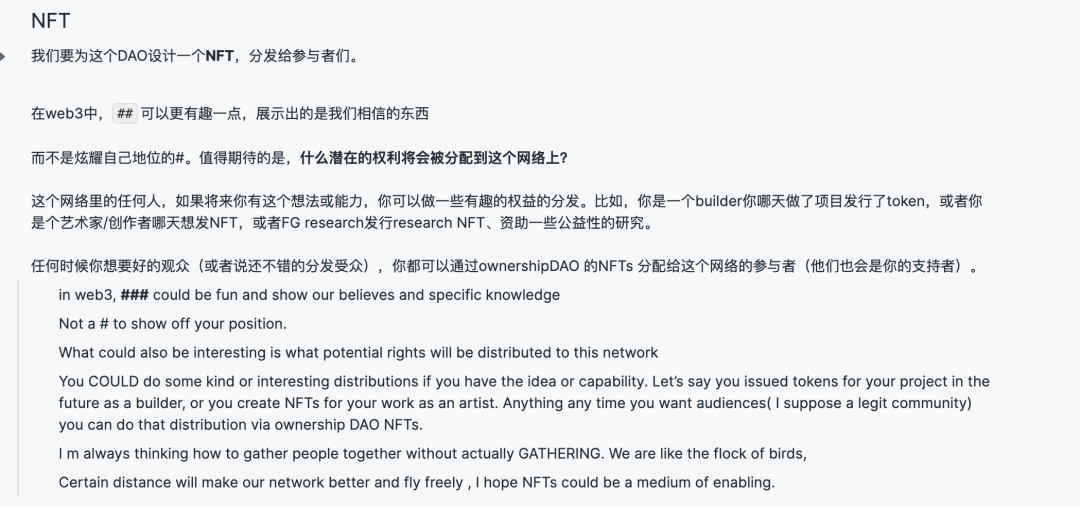 NFT
我们要为这个DAO设计一个NFT，分发给参与者们。
在web3中， ## 可以更有趣一点，展示出的是我们相信的东西
而不是炫耀自己地位的#。值得期待的是，什么潜在的权利将会被分配到这个网络上?
这个网络里的任何人，如果将来你有这个想法或能力，你可以做一些有趣的权益的分发。比如，你是一个builder你哪天做了项目发行了token，或者你
是个艺术家/创作者哪天想发NFT，或者FG research发行research NFT、资助一些公益性的研究。
任何时候你想要好的观众（或者说还不错的分发受众），你都可以通过ownershipDAO 的NFTs 分配给这个网络的参与者（他们也会是你的支持者）。
in web3, ### could be fun and show our believes and specific knowledge
Not a # to show off your position.
What could also be interesting is what potential rights will be distributed to this network
You COULD do some kind or interesting distributions if you have the idea or capability. Let's say you issued tokens for your project in the
future as a builder, or you create NFTs for your work as an artist. Anything any time you want audiences( I suppose a legit community)
you can do that distribution via ownership DAO NFTs.
I m always thinking how to gather people together without actually GATHERING. We are like the flock of birds,
Certain distance will make our network better and fly freely , I hope NFTs could be a medium of enabling.